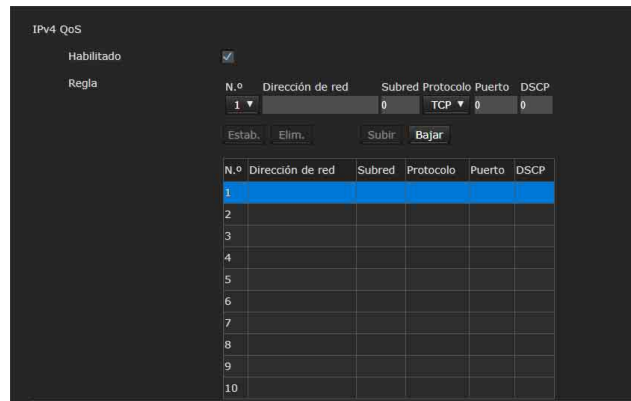 IPv4 QoS
Habilitado
Regla
N.º Dirección de red Subred Protocolo Puerto DSCP
1 0 TCP 0 0
Estab. Elim. Subir Bajar
N.º Dirección de red Subred Protocolo Puerto DSCP
1
2
3
4
5
6
7
8
9
10